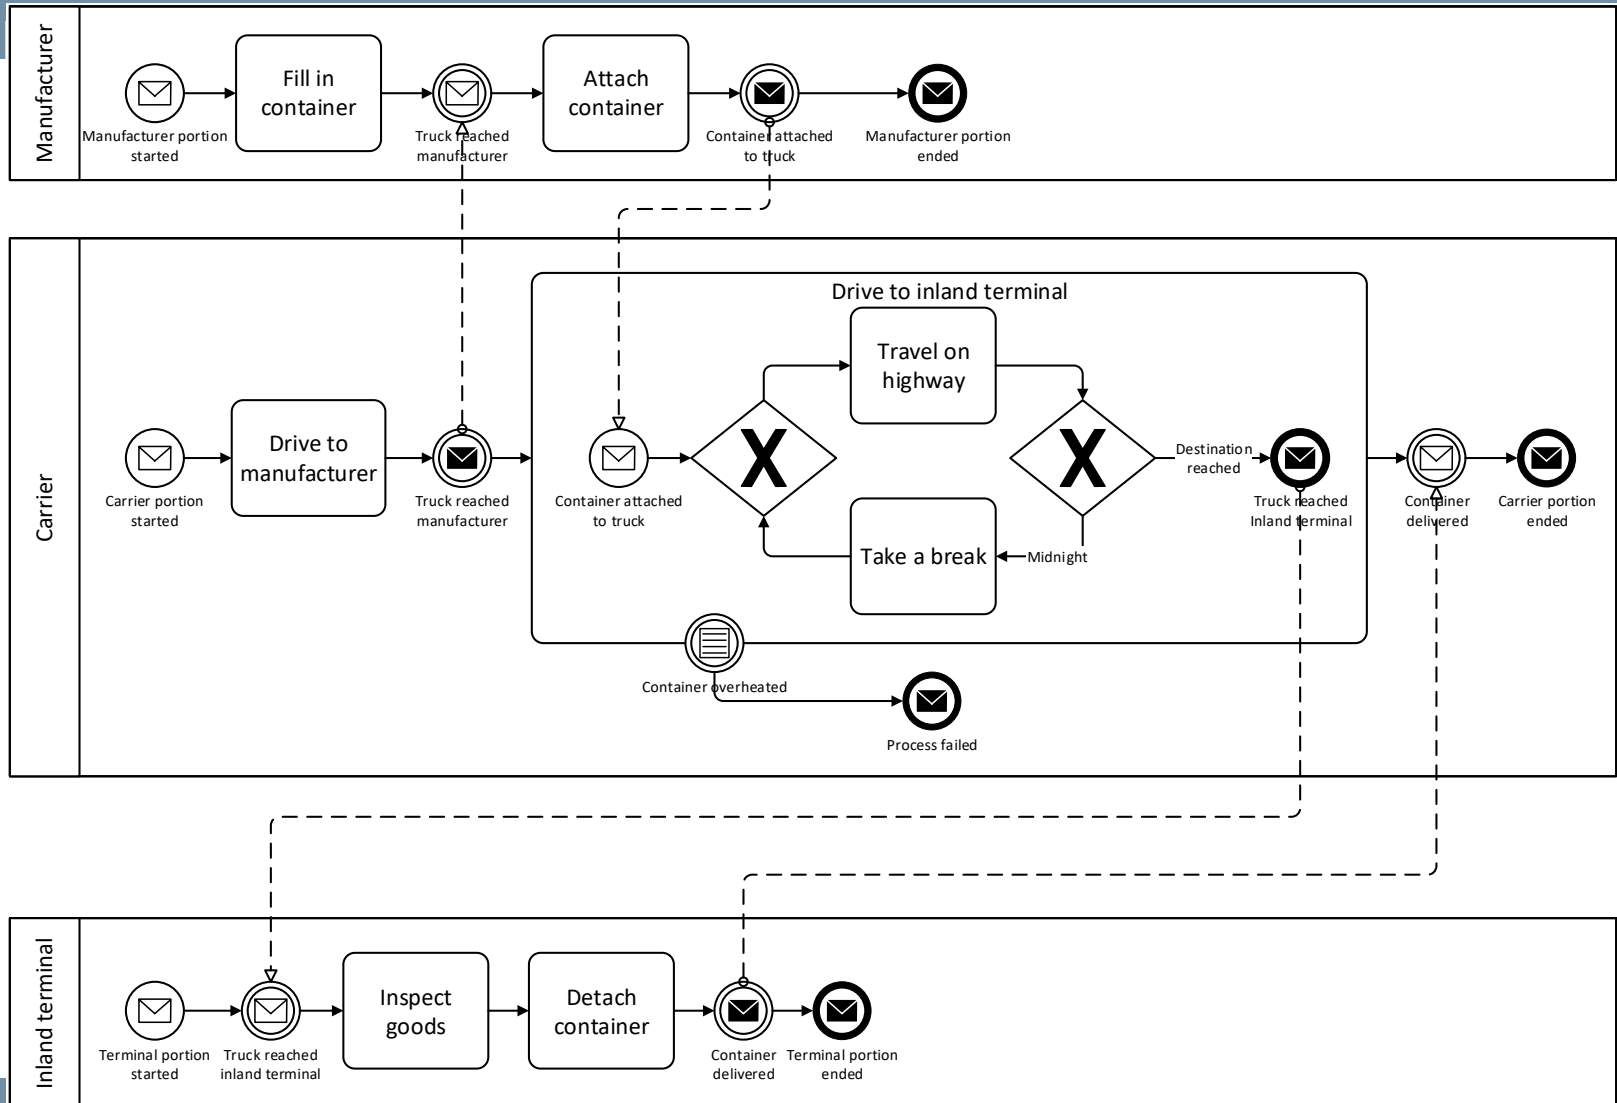 Manufacturer
Fill in
container
Attach
container
Manufacturer portion
started
Truck reached
manufacturer
Container attached
to truck
Manufacturer portion
ended
Carrier
Drive to inland terminal
Travel on
highway
Drive to
manufacturer
X
X
Destination
reached
Carrier portion
started
Truck reached
manufacturer
Container attached
to truck
Truck reached
Inland terminal
Container
delivered
Carrier portion
ended
Take a break
Midnight
Container overheated
Process failed
Inland terminal
Inspect
goods
Detach
container
Terminal portion
started
Truck reached
inland terminal
Container
delivered
Terminal portion
ended